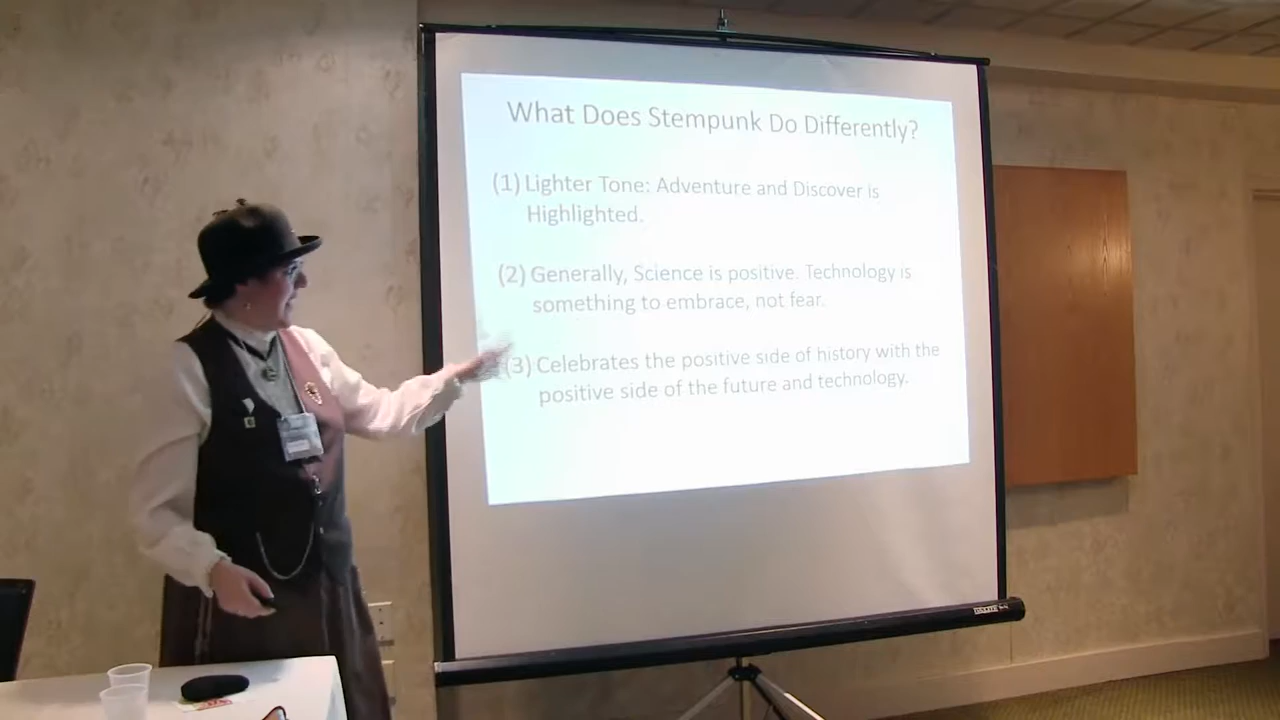 What Does Stempunk Do Differently?
(1) Lighter Tone: Adventure and Discover is
Highlighted.
(2) Generally, Science is positive. Technology is
something to embrace, not fear.
(3) Celebrates the positive side of history with the
positive side of the future and technology.